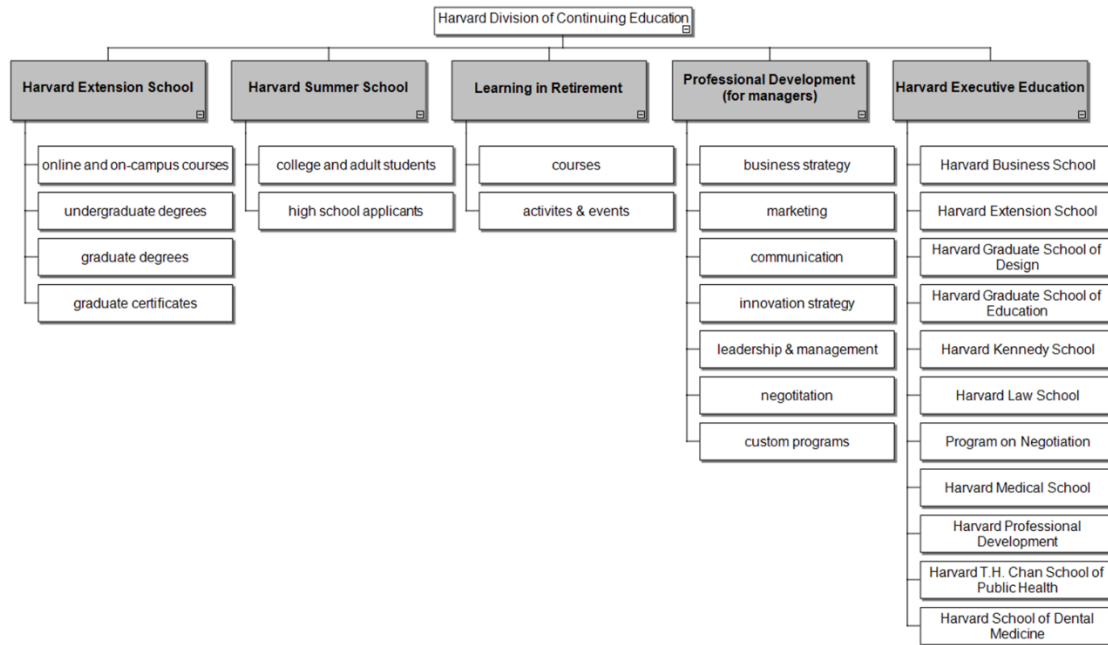 Harvard Division of Continuing Education
Harvard Extension School
online and on-campus courses
undergraduate degrees
graduate degrees
graduate certificates
Harvard Summer School
college and adult students
high school applicants
Learning in Retirement
courses
activites & events
Professional Development
(for managers)
business strategy
marketing
communication
innovation strategy
leadership & management
negotitation
custom programs
Harvard Executive Education
Harvard Business School
Harvard Extension School
Harvard Graduate School of
Design
Harvard Graduate School of
Education
Harvard Kennedy School
Harvard Law School
Program on Negotiation
Harvard Medical School
Harvard Professional
Development
Harvard T.H. Chan School of
Public Health
Harvard School of Dental
Medicine